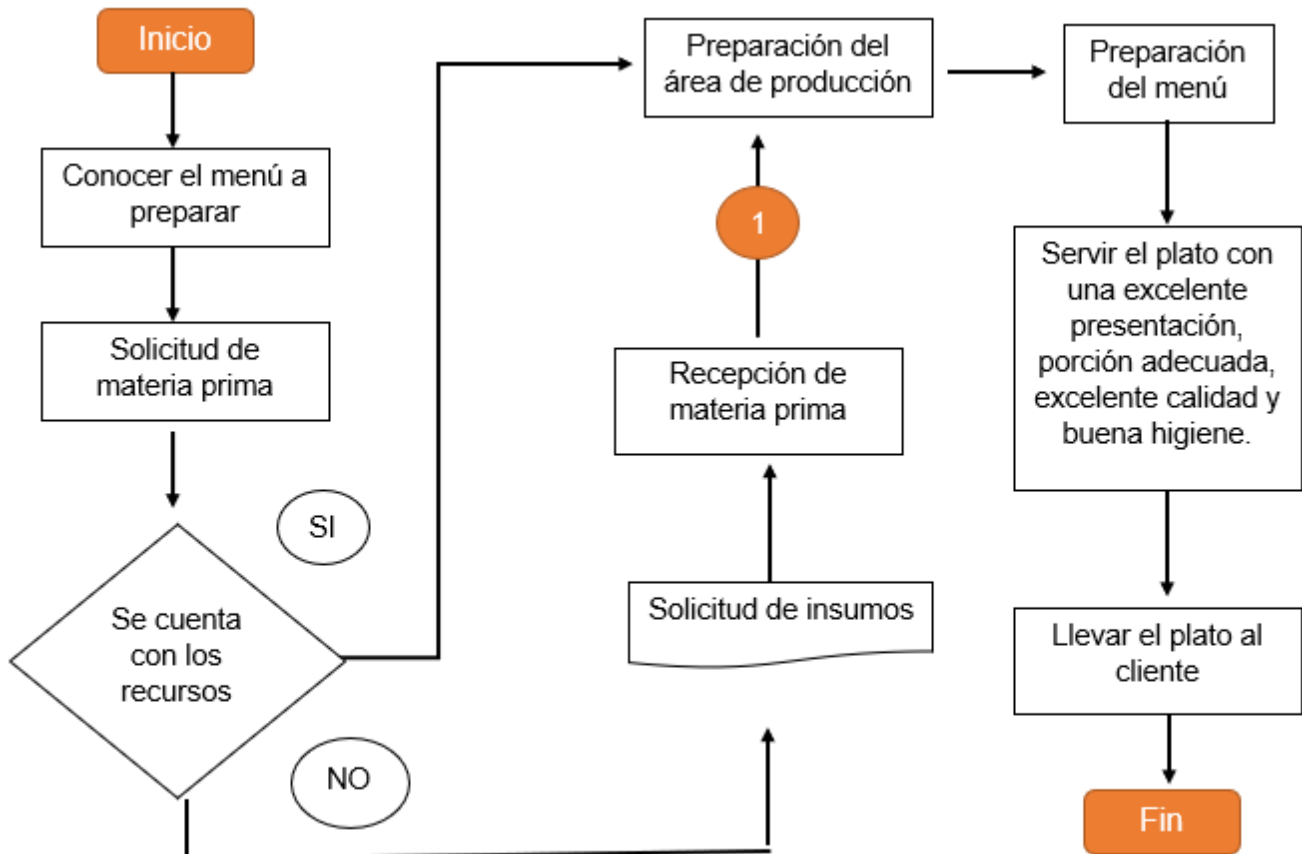 Inicio
Conocer el menú a
preparar
Solicitud de
materia prima
SI
Se cuenta
con los
recursos
NO
Preparación del
área de producción
1
Recepción de
materia prima
Solicitud de insumos
Preparación
del menú
Servir el plato con
una excelente
presentación,
porción adecuada,
excelente calidad y
buena higiene.
Llevar el plato al
cliente
Fin